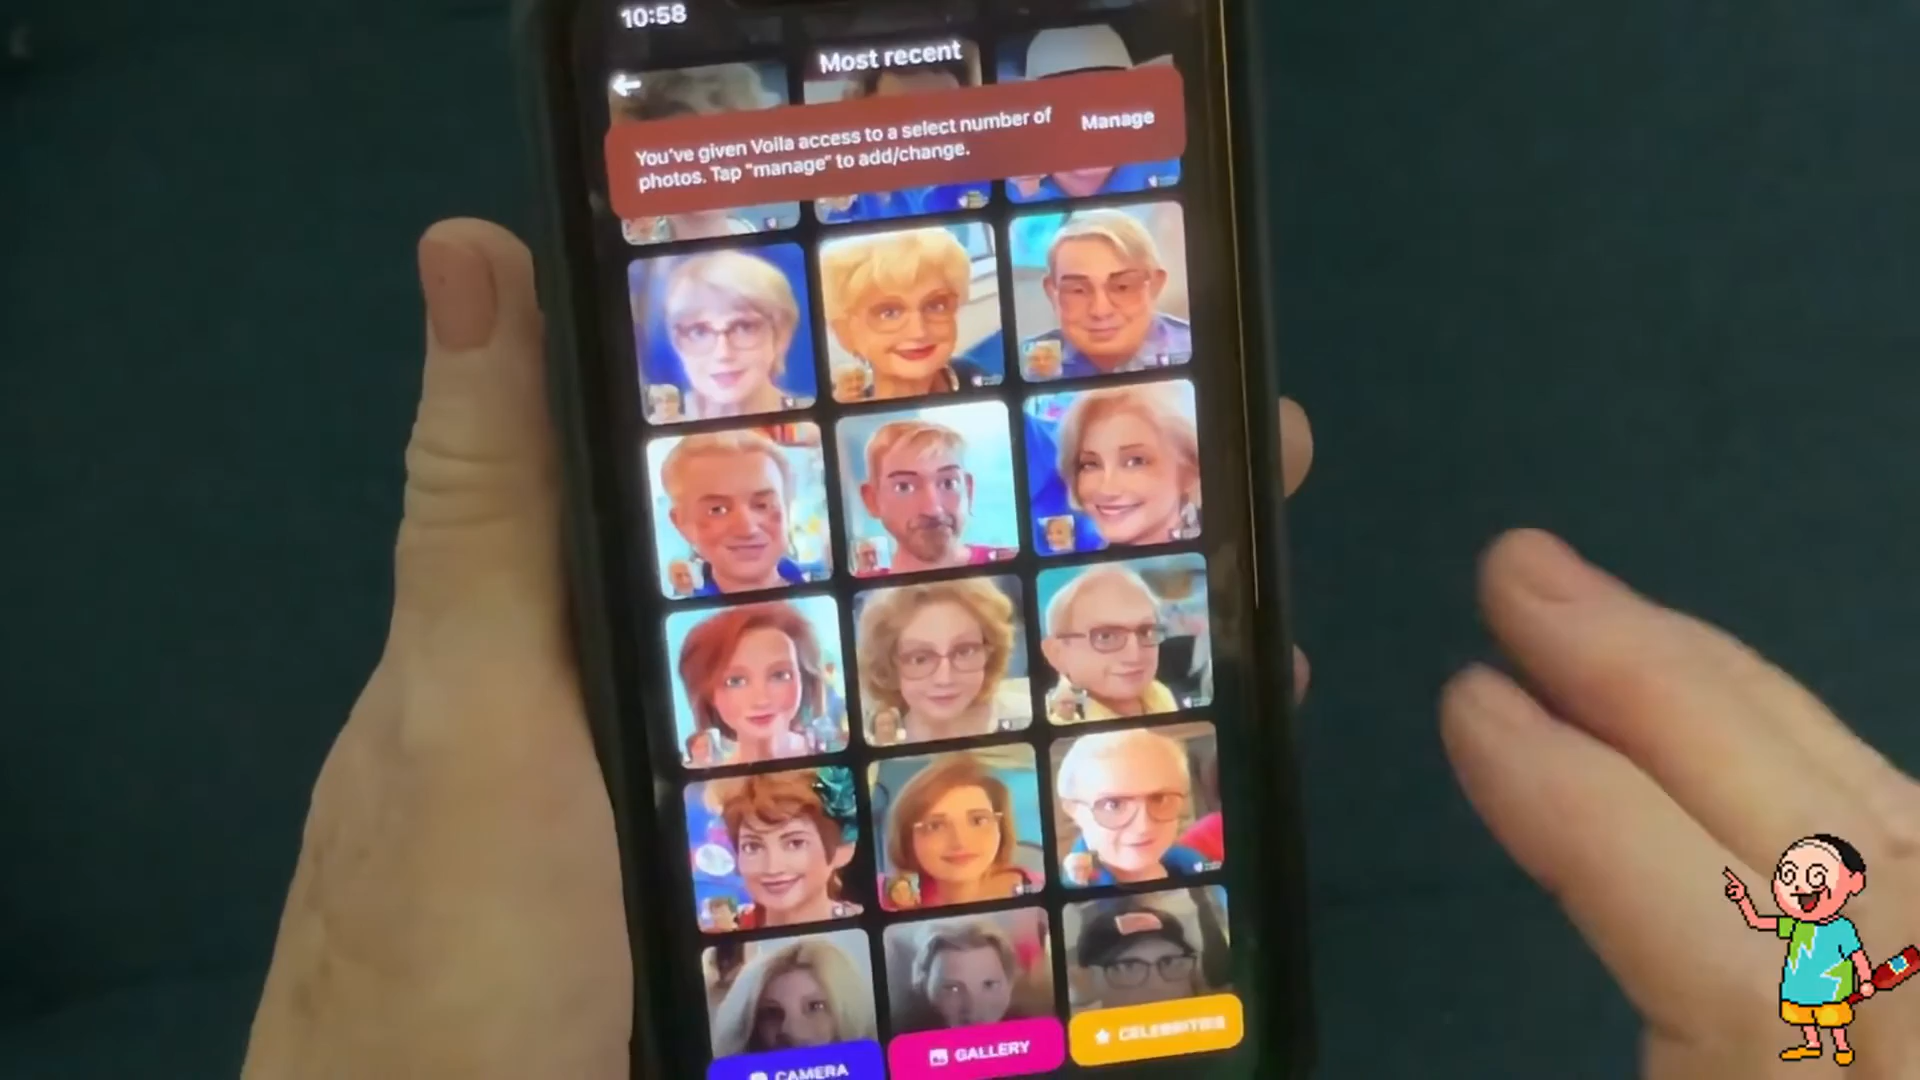 10:58
Most recent
You've given Voila access to a select number of
photos. Tap "manage" to add/change.
Manage
CAMERA
GALLERY
CELEBRITIES